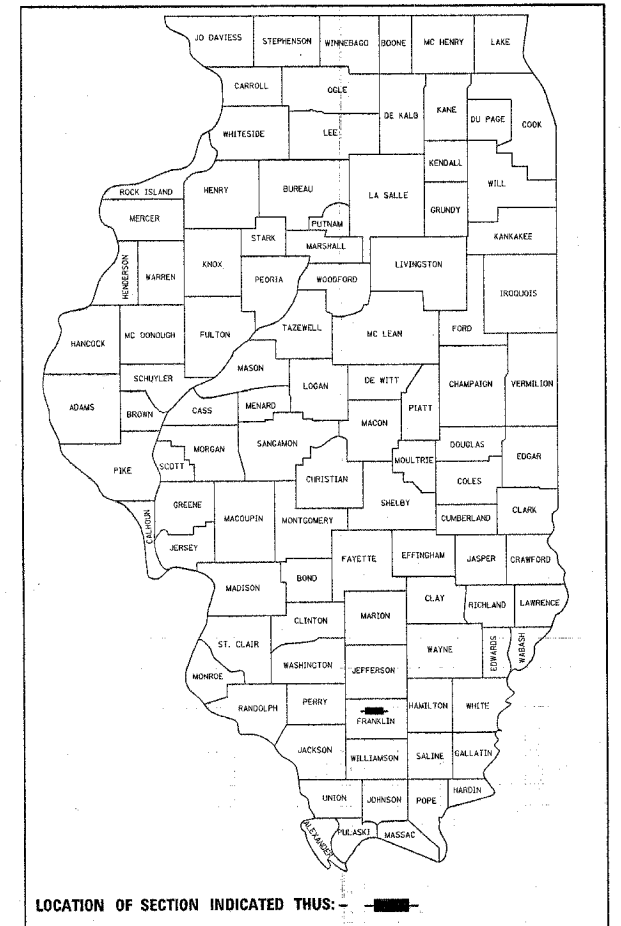 JO DAVIESS STEPHENSON WINNEBAGO BOONE MC HENRY LAKE
CARROLL OGLE DE KALB KANE DU PAGE COOK
WHITESIDE LEE KENDALL WILL
ROCK ISLAND HENRY BUREAU LA SALLE GRUNDY
MERCER PUTNAM KANKAKEE
STARK MARSHALL
HENDERSON WARREN KNOX PEORIA WOODFORD LIVINGSTON IROQUOIS
HANCOCK MC DONOUGH FULTON TAZEWELL MC LEAN FORD
SCHUYLER MASON LOGAN DE WITT CHAMPAIGN VERMILION
ADAMS BROWN CASS MENARD MACON PIATT
PIKE SCOTT MORGAN SANGAMON MOULTRIE DOUGLAS EDGAR
CHRISTIAN COLES
GREENE MACOUPIN MONTGOMERY SHELBY CUMBERLAND CLARK
CALHOUN JERSEY FAYETTE EFFINGHAM JASPER CRAWFORD
MADISON BOND CLAY RICHLAND LAWRENCE
CLINTON MARION
ST. CLAIR WAYNE EDWARDS WABASH
MONROE WASHINGTON JEFFERSON
RANDOLPH PERRY FRANKLIN HAMILTON WHITE
JACKSON WILLIAMSON SALINE GALLATIN
UNION JOHNSON POPE HARDIN
ALEXANDER PULASKI MASSAC
LOCATION OF SECTION INDICATED THUS: